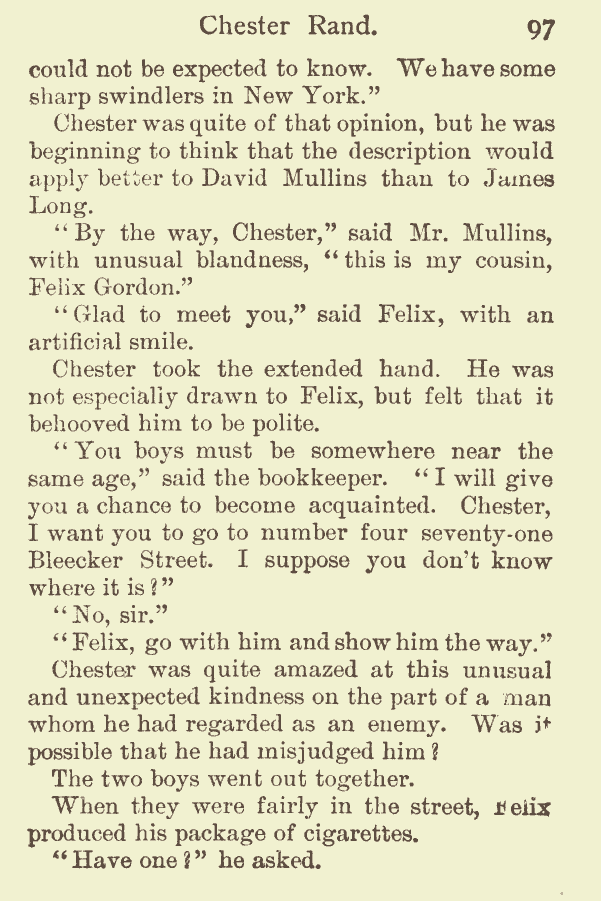 Chester Rand. 97
could not be expected to know. We have some
sharp swindlers in New York."
Chester was quite of that opinion, but he was
beginning to think that the description would
apply better to David Mullins than to James
Long.
"By the way, Chester," said Mr. Mullins,
with unusual blandness, "this is my cousin,
Felix Gordon."
"Glad to meet you," said Felix, with an
artificial smile.
Chester took the extended hand. He was
not especially drawn to Felix, but felt that it
behooved him to be polite.
"You boys must be somewhere near the
same age," said the bookkeeper. "I will give
you a chance to become acquainted. Chester,
I want you to go to number four seventy-one
Bleecker Street. I suppose you don't know
where it is?"
"No, sir."
"Felix, go with him and show him the way."
Chester was quite amazed at this unusual
and unexpected kindness on the part of a man
whom he had regarded as an enemy. Was it
possible that he had misjudged him?
The two boys went out together.
When they were fairly in the street, Felix
produced his package of cigarettes.
"Have one?" he asked.